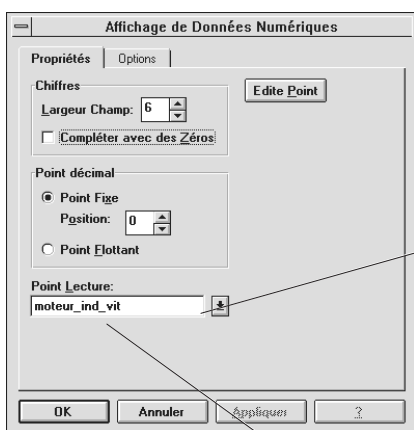 Affichage de Données Numériques
Propriétés Options
Chiffres
Largeur Champ: 6
Compléter avec des Zéros
Edite Point
Point décimal
Point Fixe
Position: 0
Point Flottant
Point Lecture:
moteur_ind_vit
OK Annuler Appliquer ?